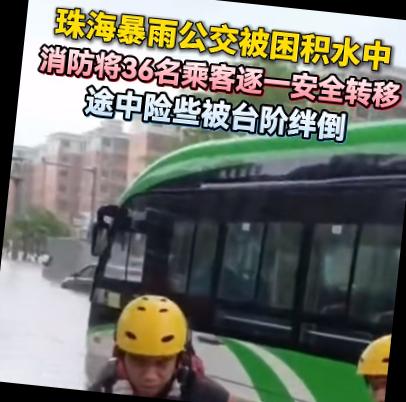 珠海暴雨公交被困积水中
消防将36名乘客逐一安全转移
途中险些被台阶绊倒